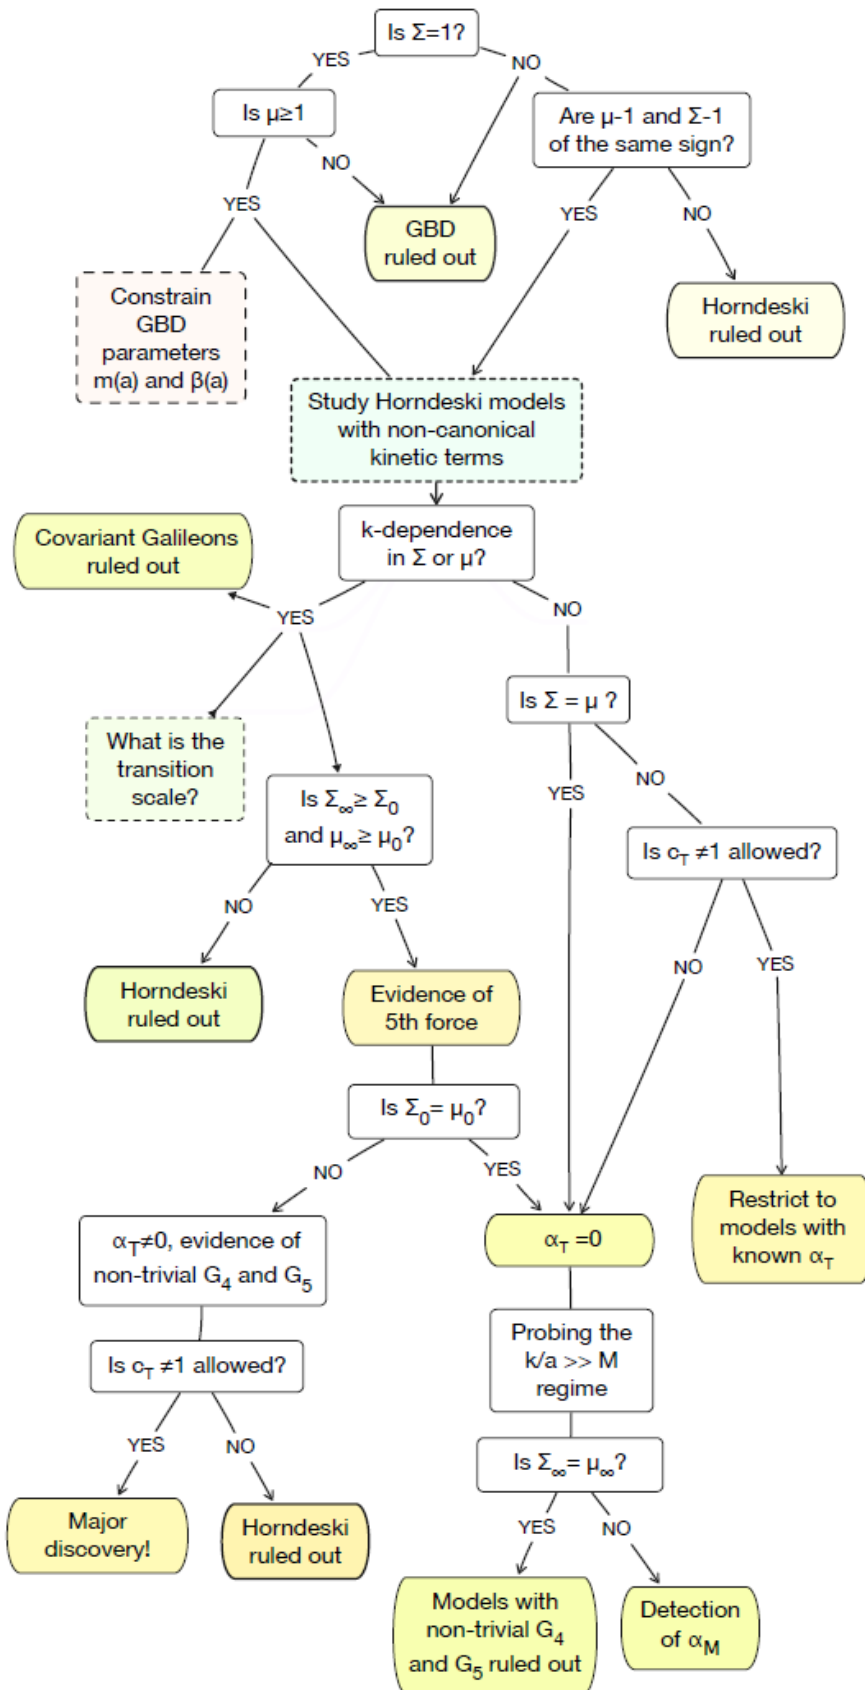 Is Σ=1?
YES
NO
Is μ≥1
Are μ-1 and Σ-1
of the same sign?
NO
YES
YES
NO
GBD
ruled out
Constrain
GBD
parameters
m(a) and β(a)
Horndeski
ruled out
Study Horndeski models
with non-canonical
kinetic terms
Covariant Galileons
ruled out
k-dependence
in Σ or μ?
YES
NO
Is Σ = μ ?
What is the
transition
scale?
Is Σ∞≥ Σ0
and μ∞≥ μ0?
YES
NO
Is cT ≠1 allowed?
NO
YES
NO
YES
Horndeski
ruled out
Evidence of
5th force
Is Σ0= μ0?
NO
YES
Restrict to
models with
known αT
αT≠0, evidence of
non-trivial G4 and G5
αT =0
Is cT ≠1 allowed?
Probing the
k/a >> M
regime
YES
NO
Is Σ∞= μ∞?
Major
discovery!
Horndeski
ruled out
YES
NO
Models with
non-trivial G4
and G5 ruled out
Detection
of αM